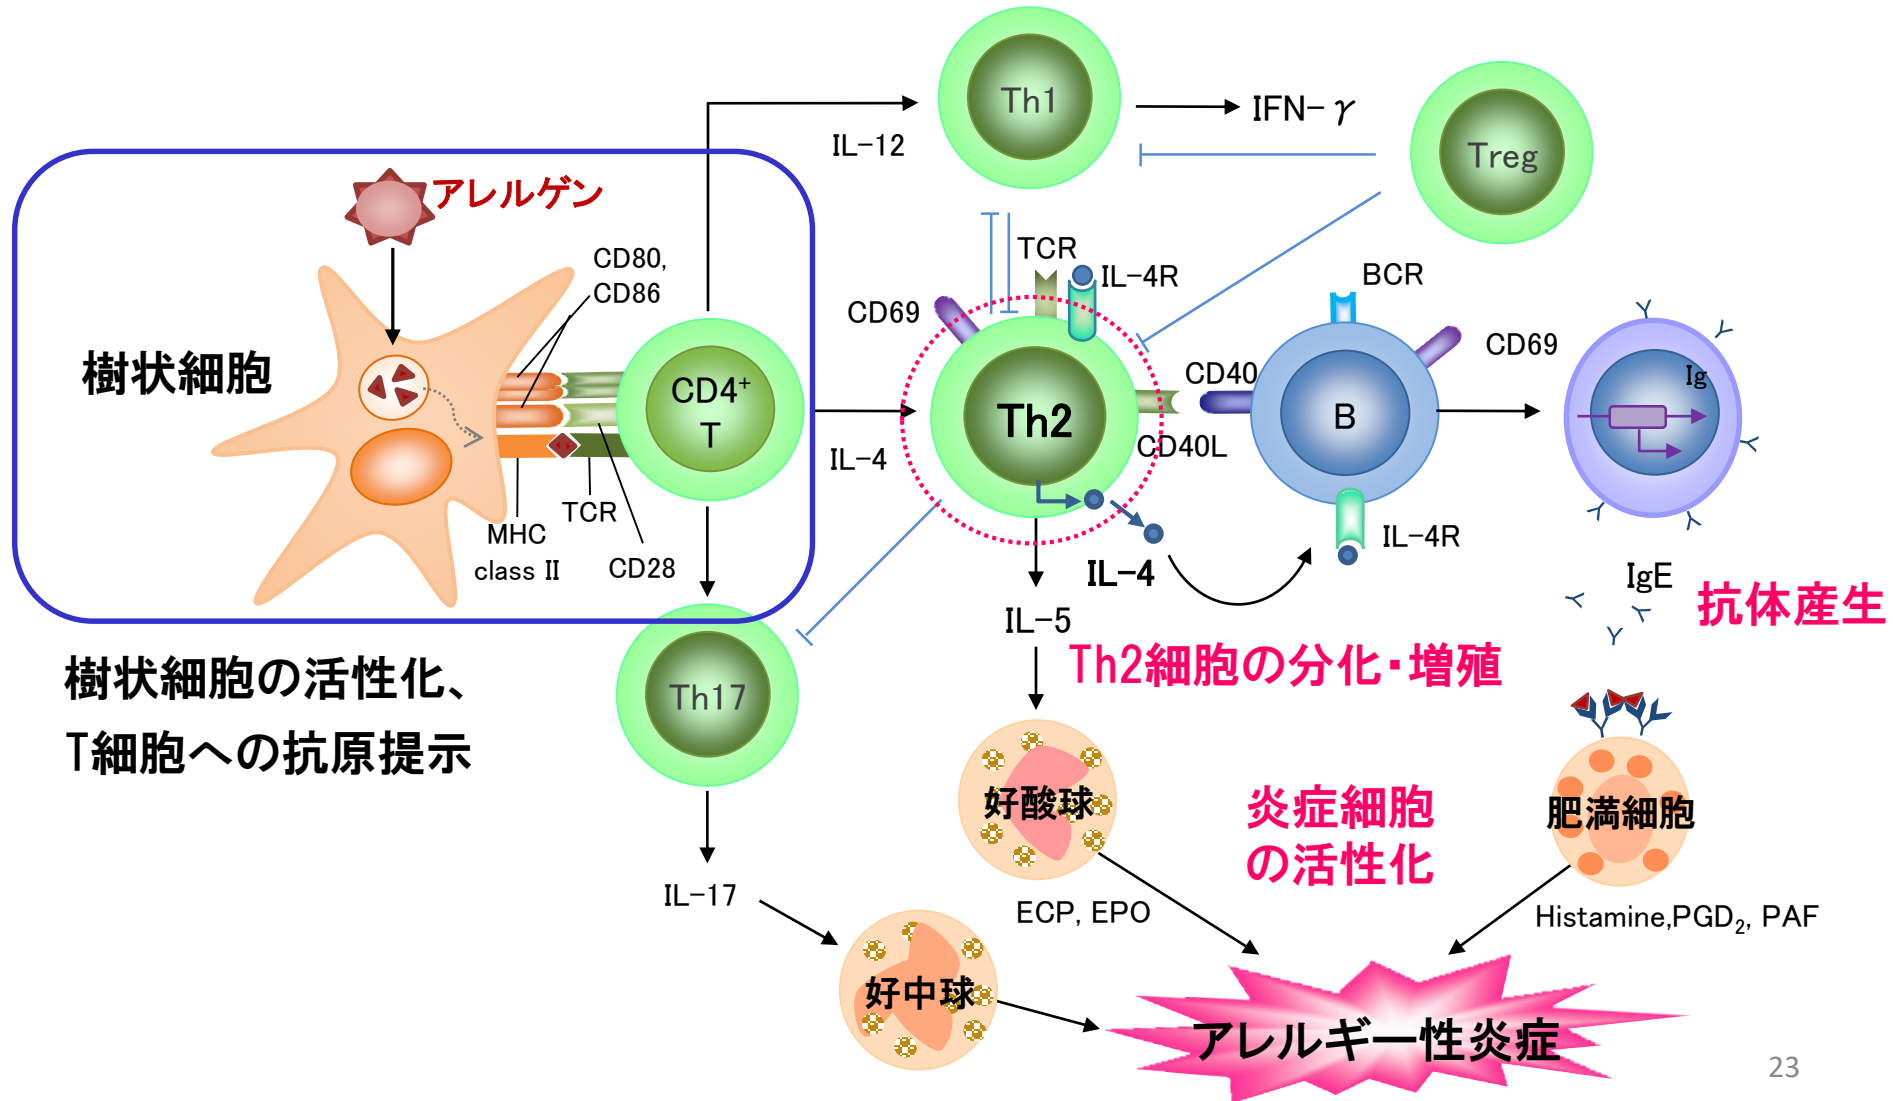 Th1
IFN-γ
Treg
IL-12
アレルゲン
CD80,
CD86
TCR
IL-4R
BCR
CD69
CD69
樹状細胞
CD4⁺
T
CD40
Th2
B
Ig
CD40L
IL-4
TCR
MHC
class II
CD28
IL-4R
IL-4
IgE
抗体産生
IL-5
Th2細胞の分化・増殖
樹状細胞の活性化、
T細胞への抗原提示
Th17
好酸球
炎症細胞
の活性化
肥満細胞
IL-17
ECP, EPO
Histamine,PGD₂, PAF
好中球
アレルギー性炎症
23